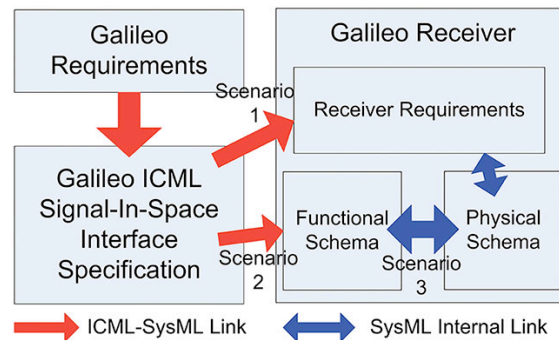 Galileo
Requirements
Galileo Receiver
Scenario
1
Receiver Requirements
Galileo ICML
Signal-In-Space
Interface
Specification
Scenario
2
Functional
Schema
Physical
Schema
Scenario
3
ICML-SysML Link
SysML Internal Link